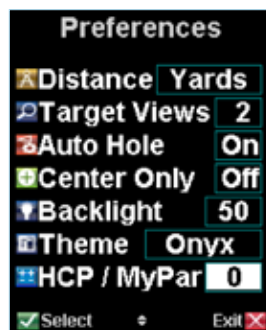 Preferences
Distance Yards
Target Views 2
Auto Hole On
Center Only Off
Backlight 50
Theme Onyx
HCP / MyPar 0
Select Exit